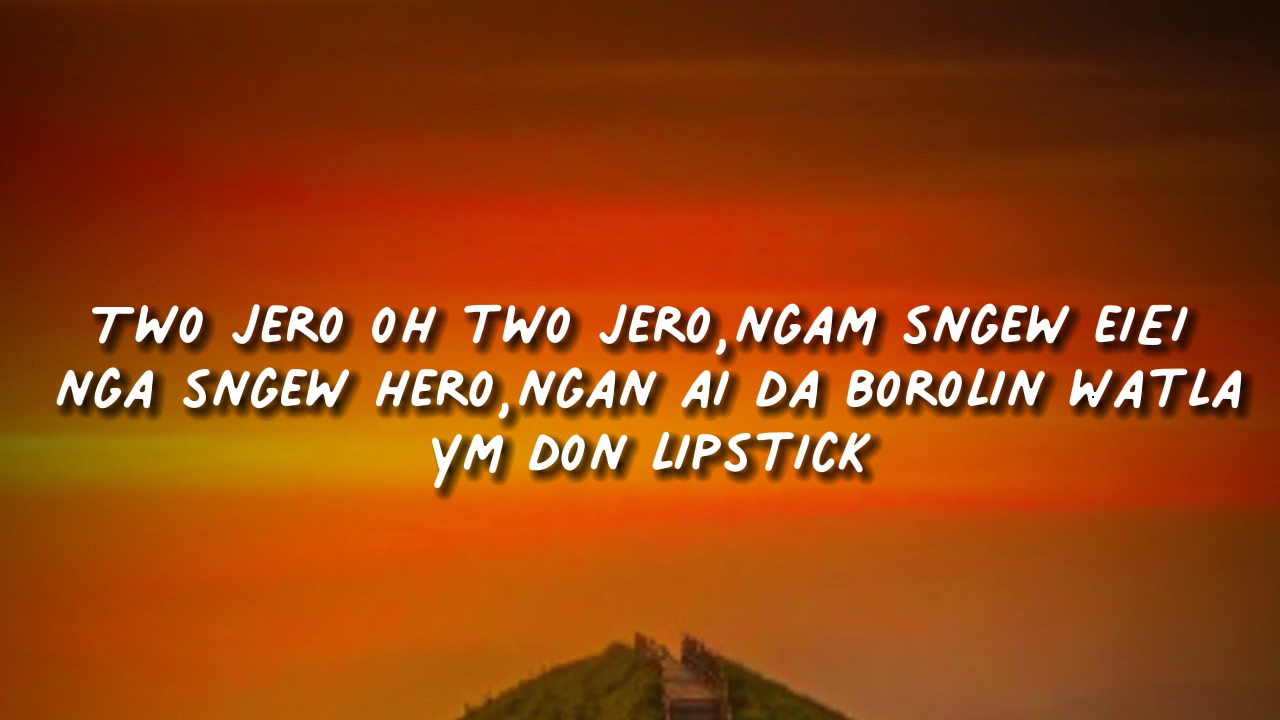 TWO JERO OH TWO JERO,NGAM SNGEW EIEI
NGA SNGEW HERO,NGAN AI DA BOROLIN WATLA
YM DON LIPSTICK